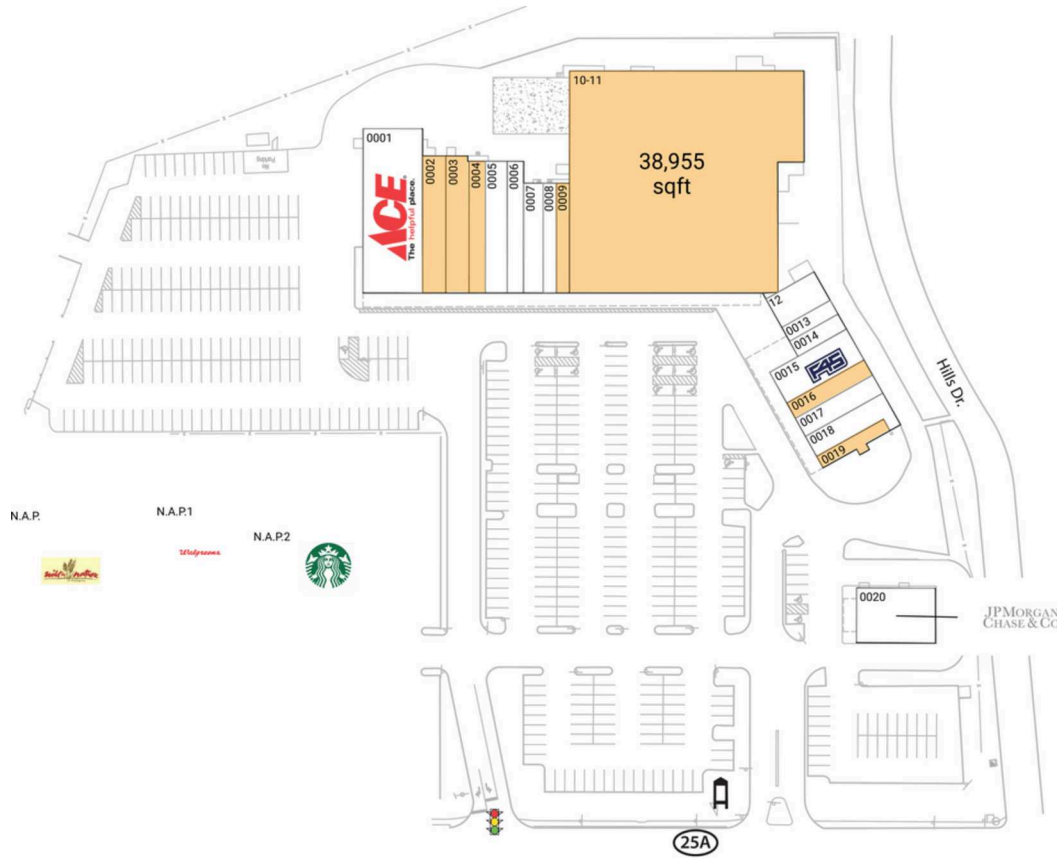 10-11
38,955
sqft
0001
ACE
The helpful place.
0002
0003
0004
0005
0006
0007
0008
0009
12
0013
0014
0015
F45
0016
0017
0018
0019
Hills Dr.
N.A.P.
N.A.P.1
N.A.P.2
Walgreens
0020
JPMORGAN
CHASE & CO
25A